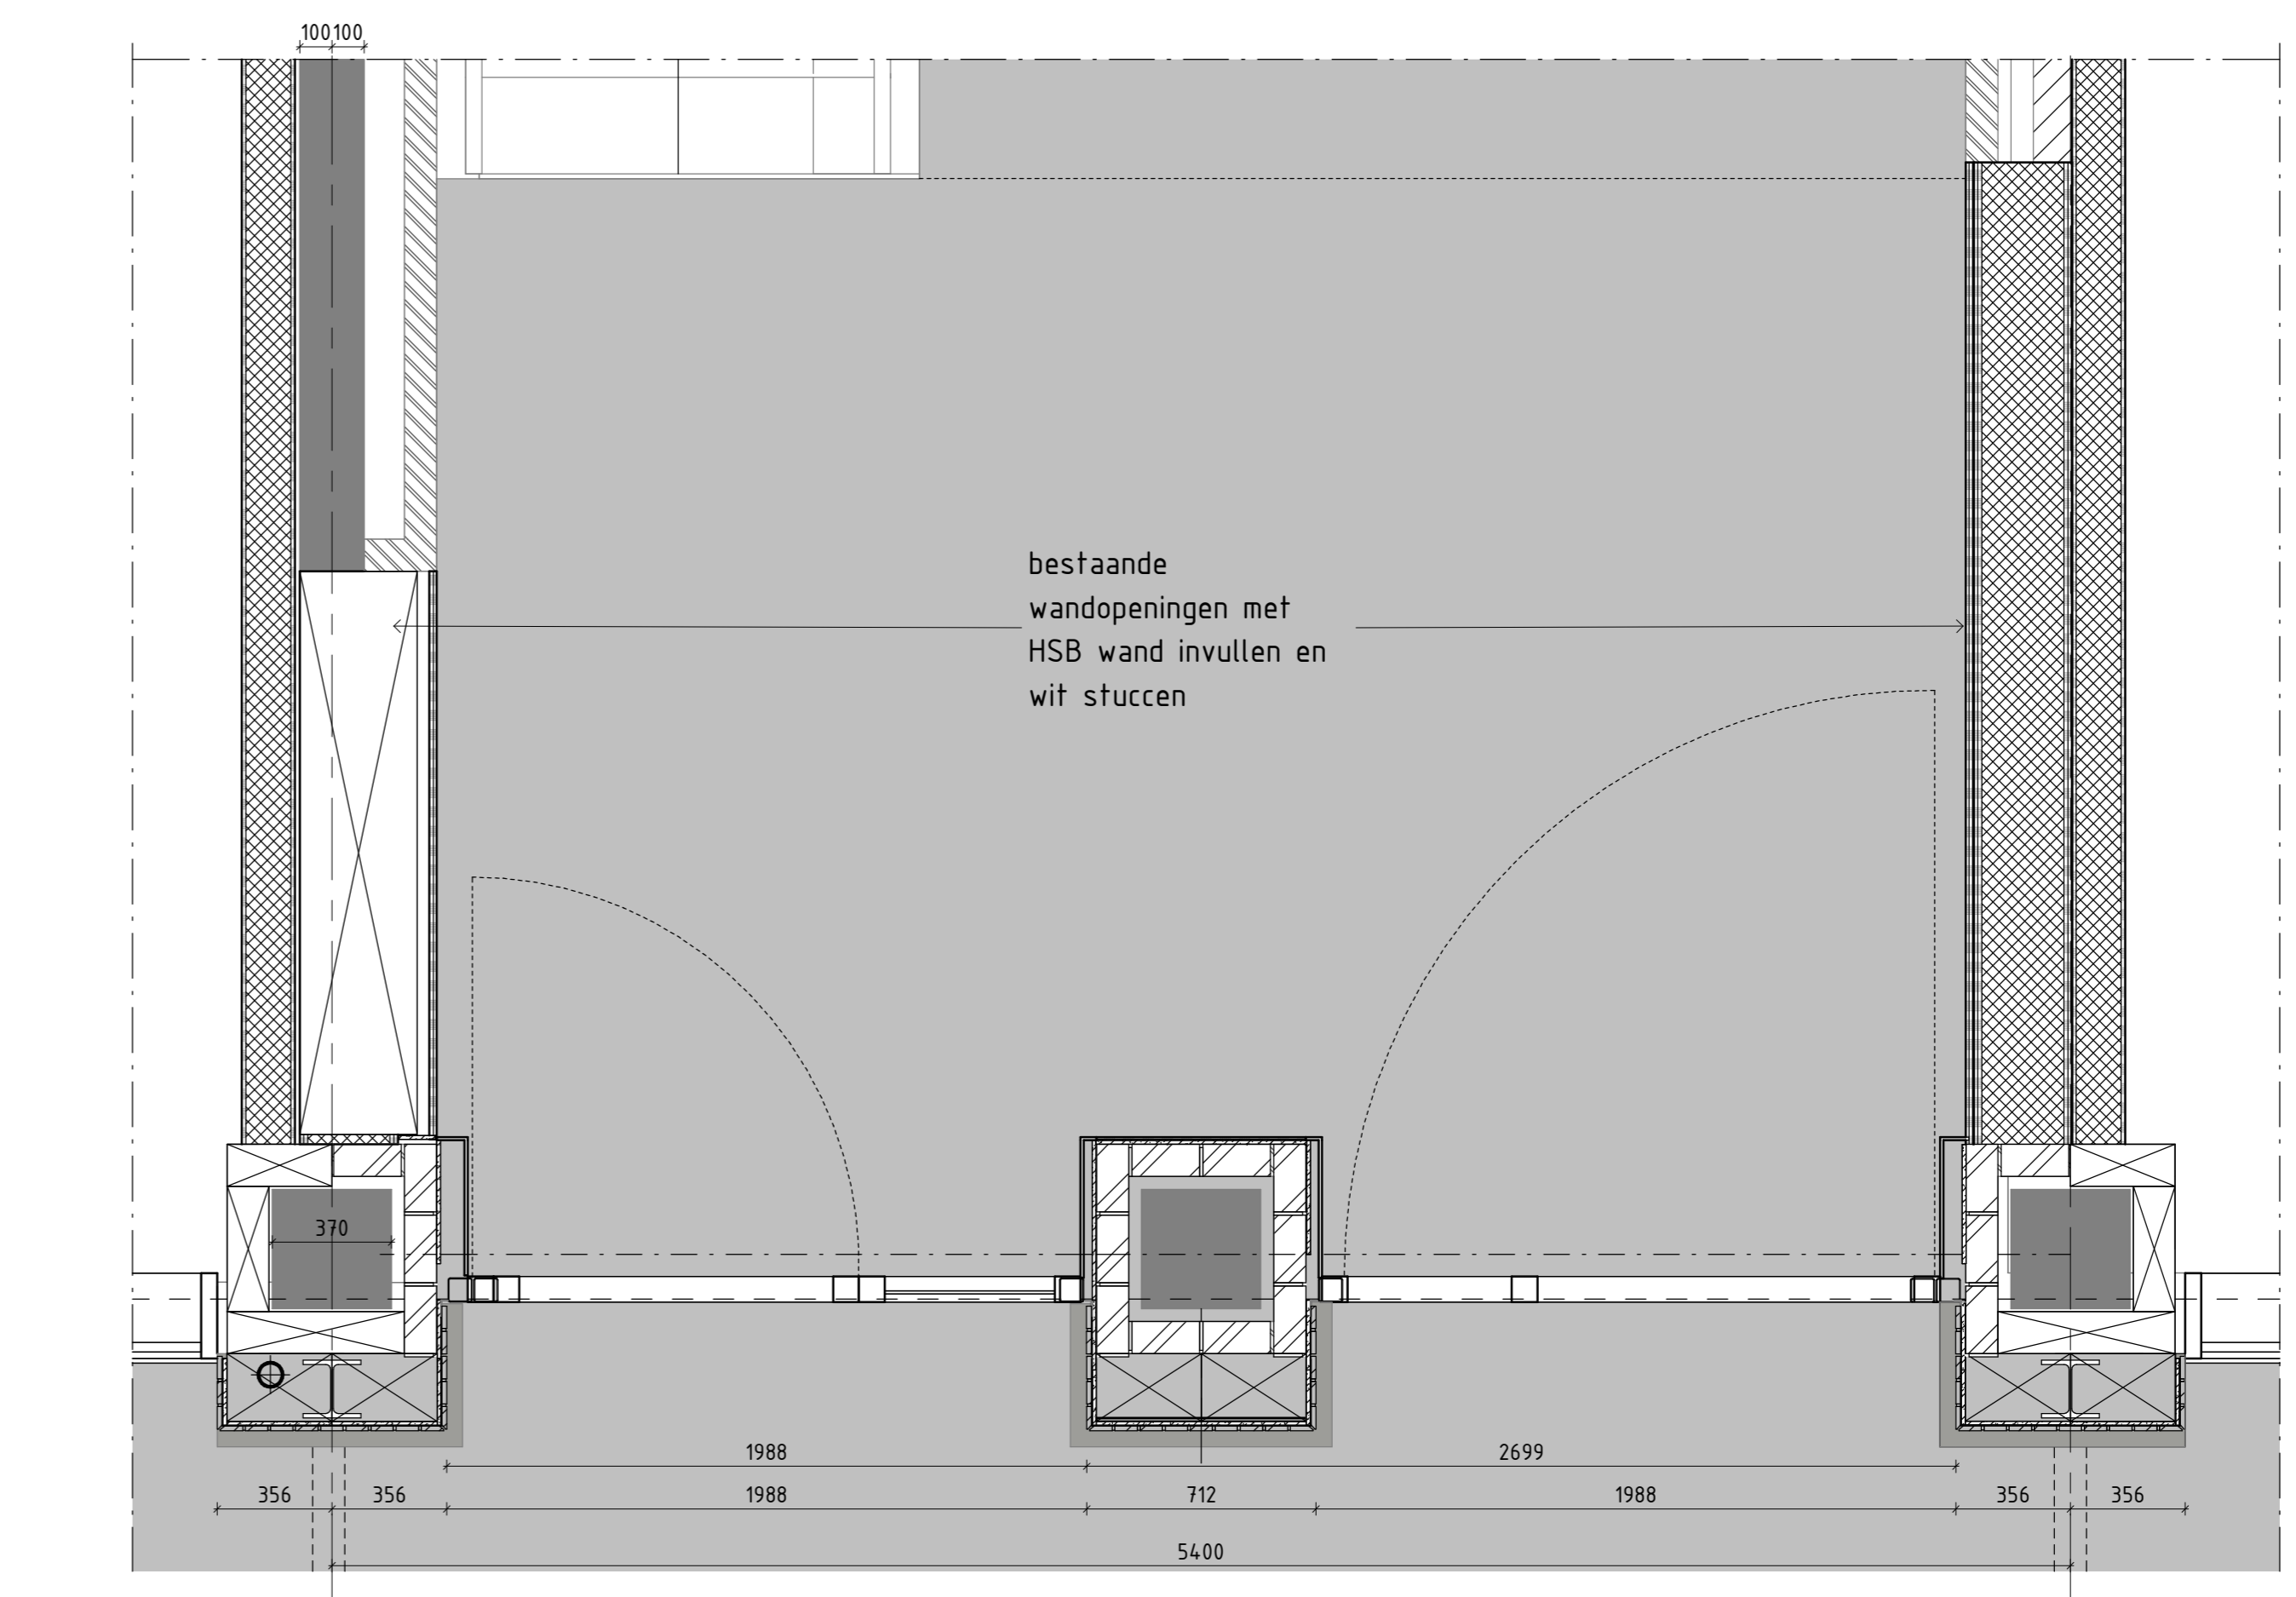 100100
bestaande
wandopeningen met
HSB wand invullen en
wit stuccen
370
1988 2699
356 356 1988 712 1988 356 356
5400